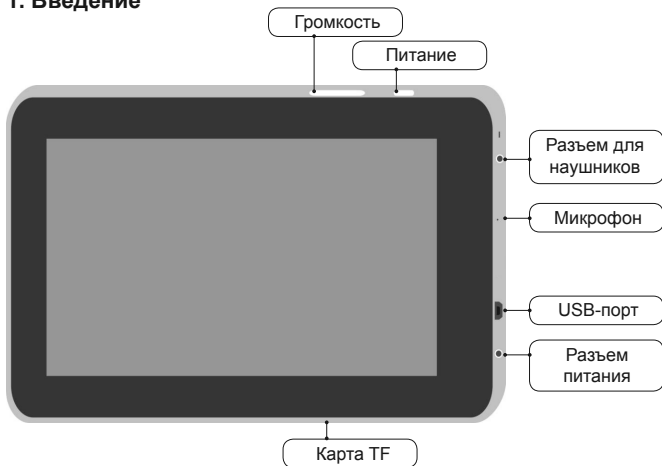 1. Введение
Громкость
Питание
Разъем для
наушников
Микрофон
USB-порт
Разъем
питания
Карта TF